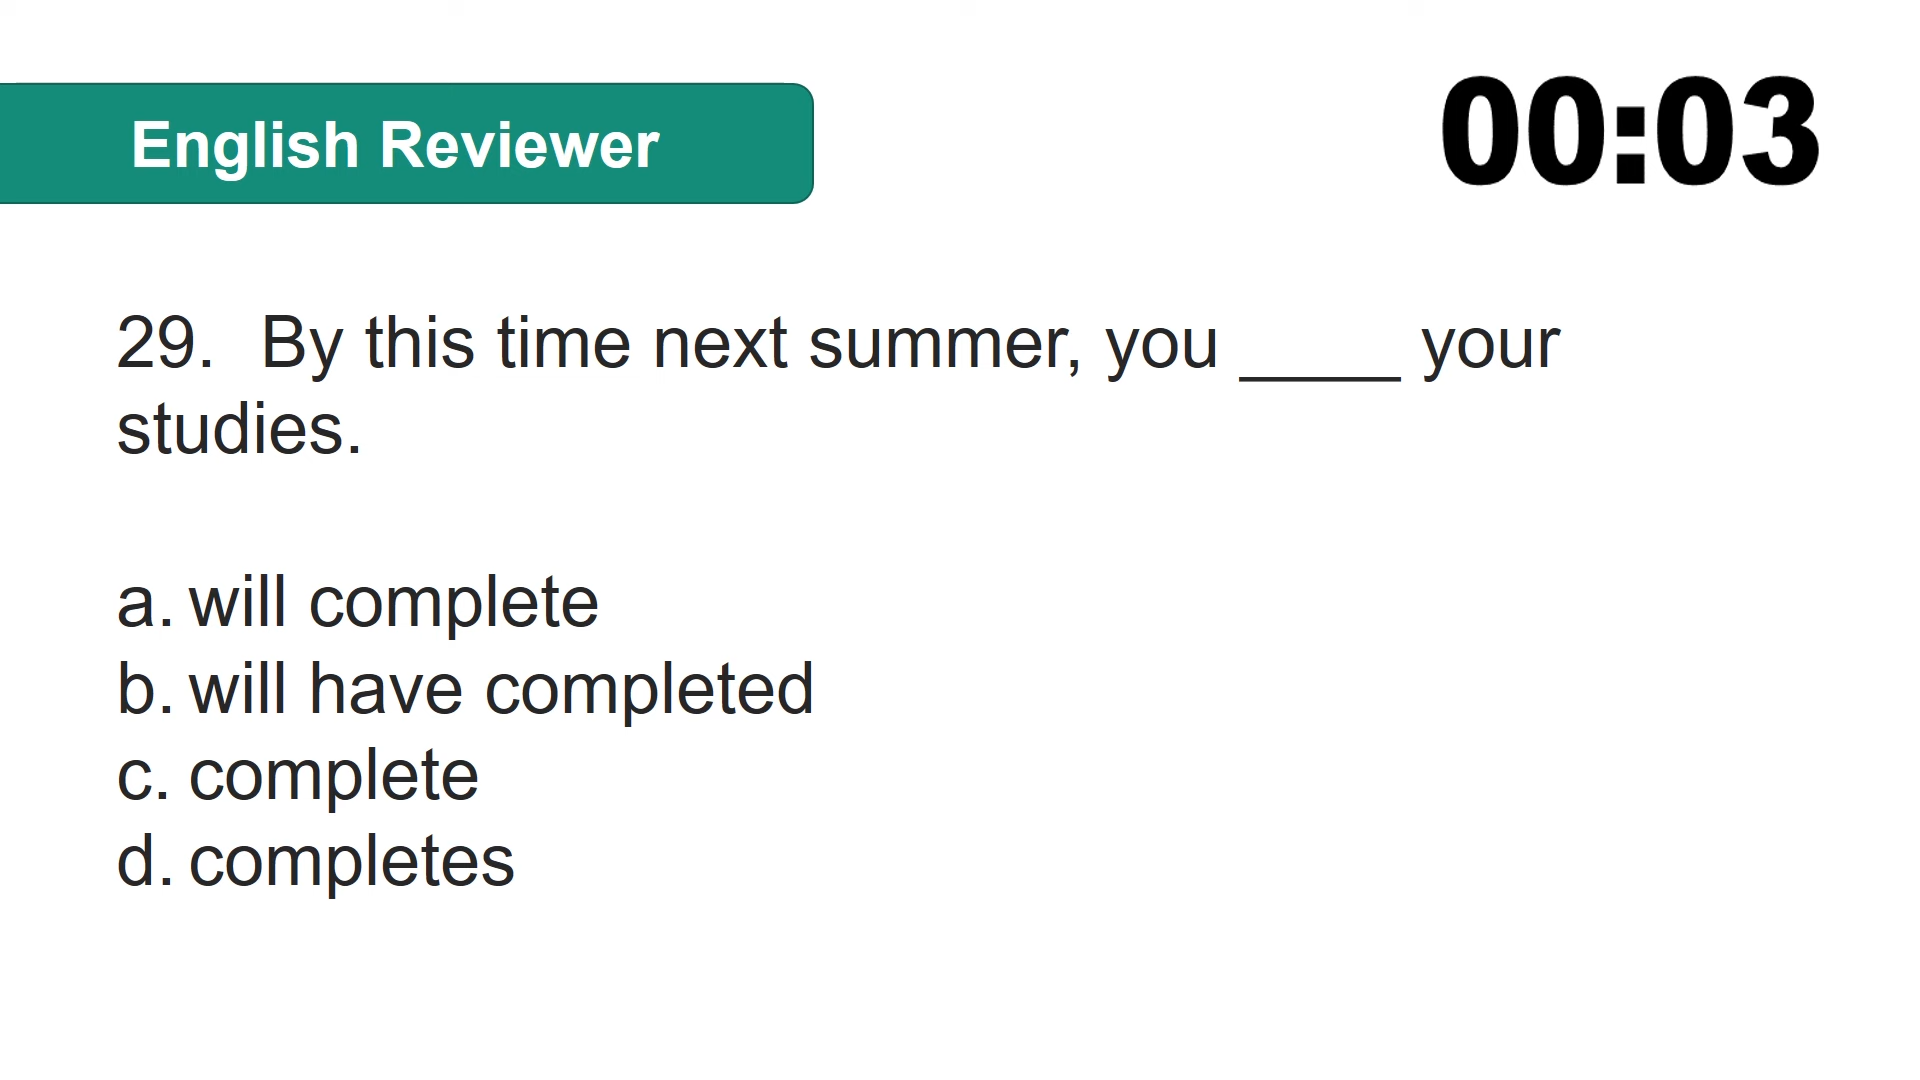 English Reviewer
00:03
29. By this time next summer, you ____ your
studies.
a. will complete
b. will have completed
c. complete
d. completes